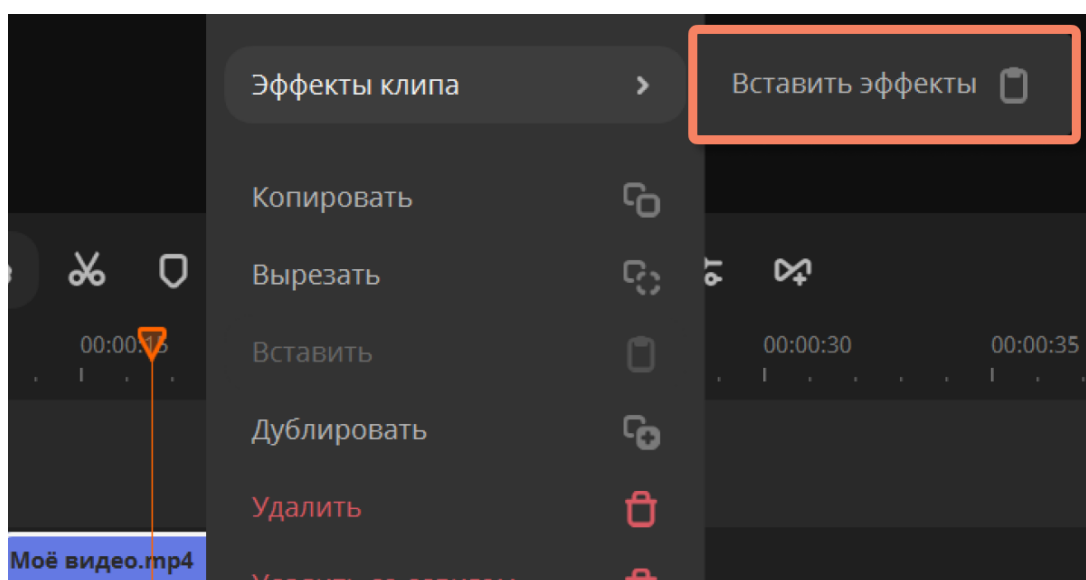 Эффекты клипа
Вставить эффекты
Копировать
Вырезать
Вставить
00:00:15
00:00:30
00:00:35
Дублировать
Удалить
Моё видео.mp4